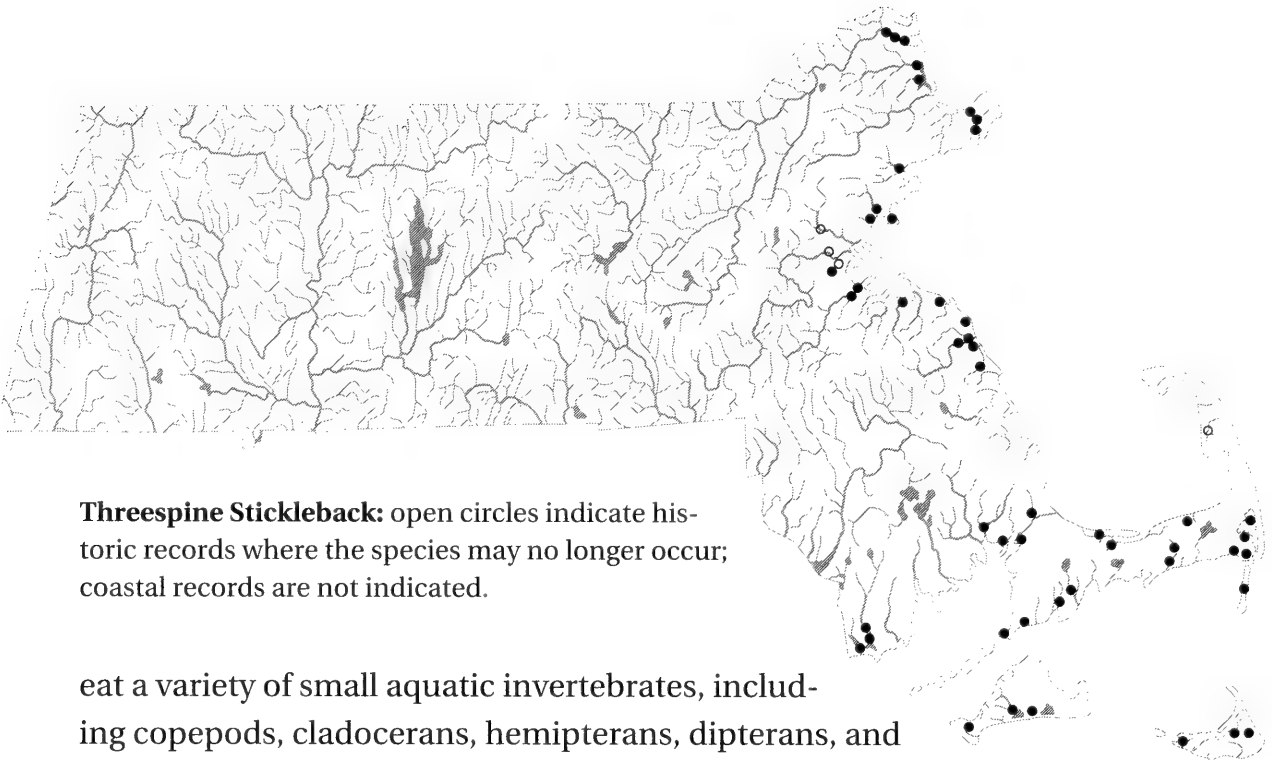 Threespine Stickleback: open circles indicate his-
toric records where the species may no longer occur;
coastal records are not indicated.
eat a variety of small aquatic invertebrates, includ-
ing copepods, cladocerans, hemipterans, dipterans, and